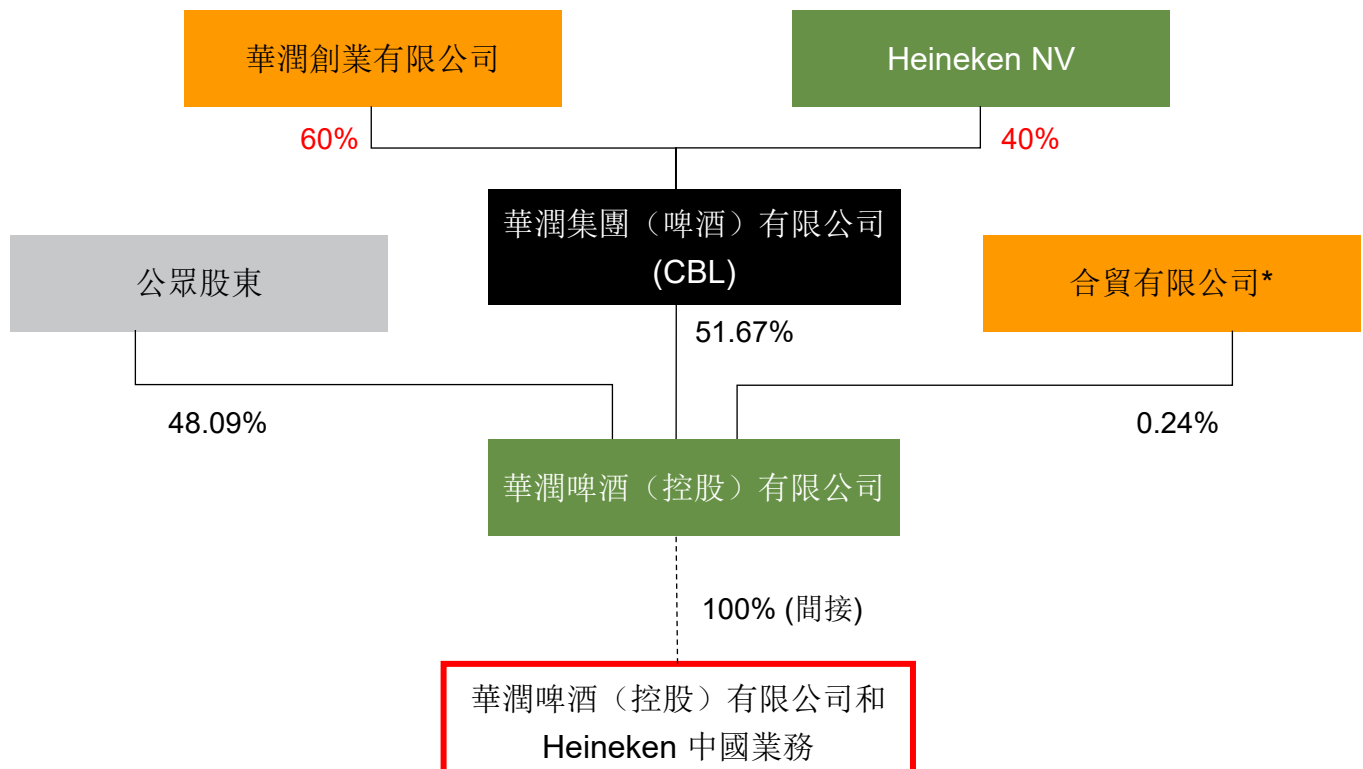 華潤創業有限公司
Heineken NV
60%
40%
華潤集團（啤酒）有限公司
(CBL)
公眾股東
合貿有限公司*
51.67%
48.09%
0.24%
華潤啤酒（控股）有限公司
100% (間接)
華潤啤酒（控股）有限公司和
Heineken 中國業務